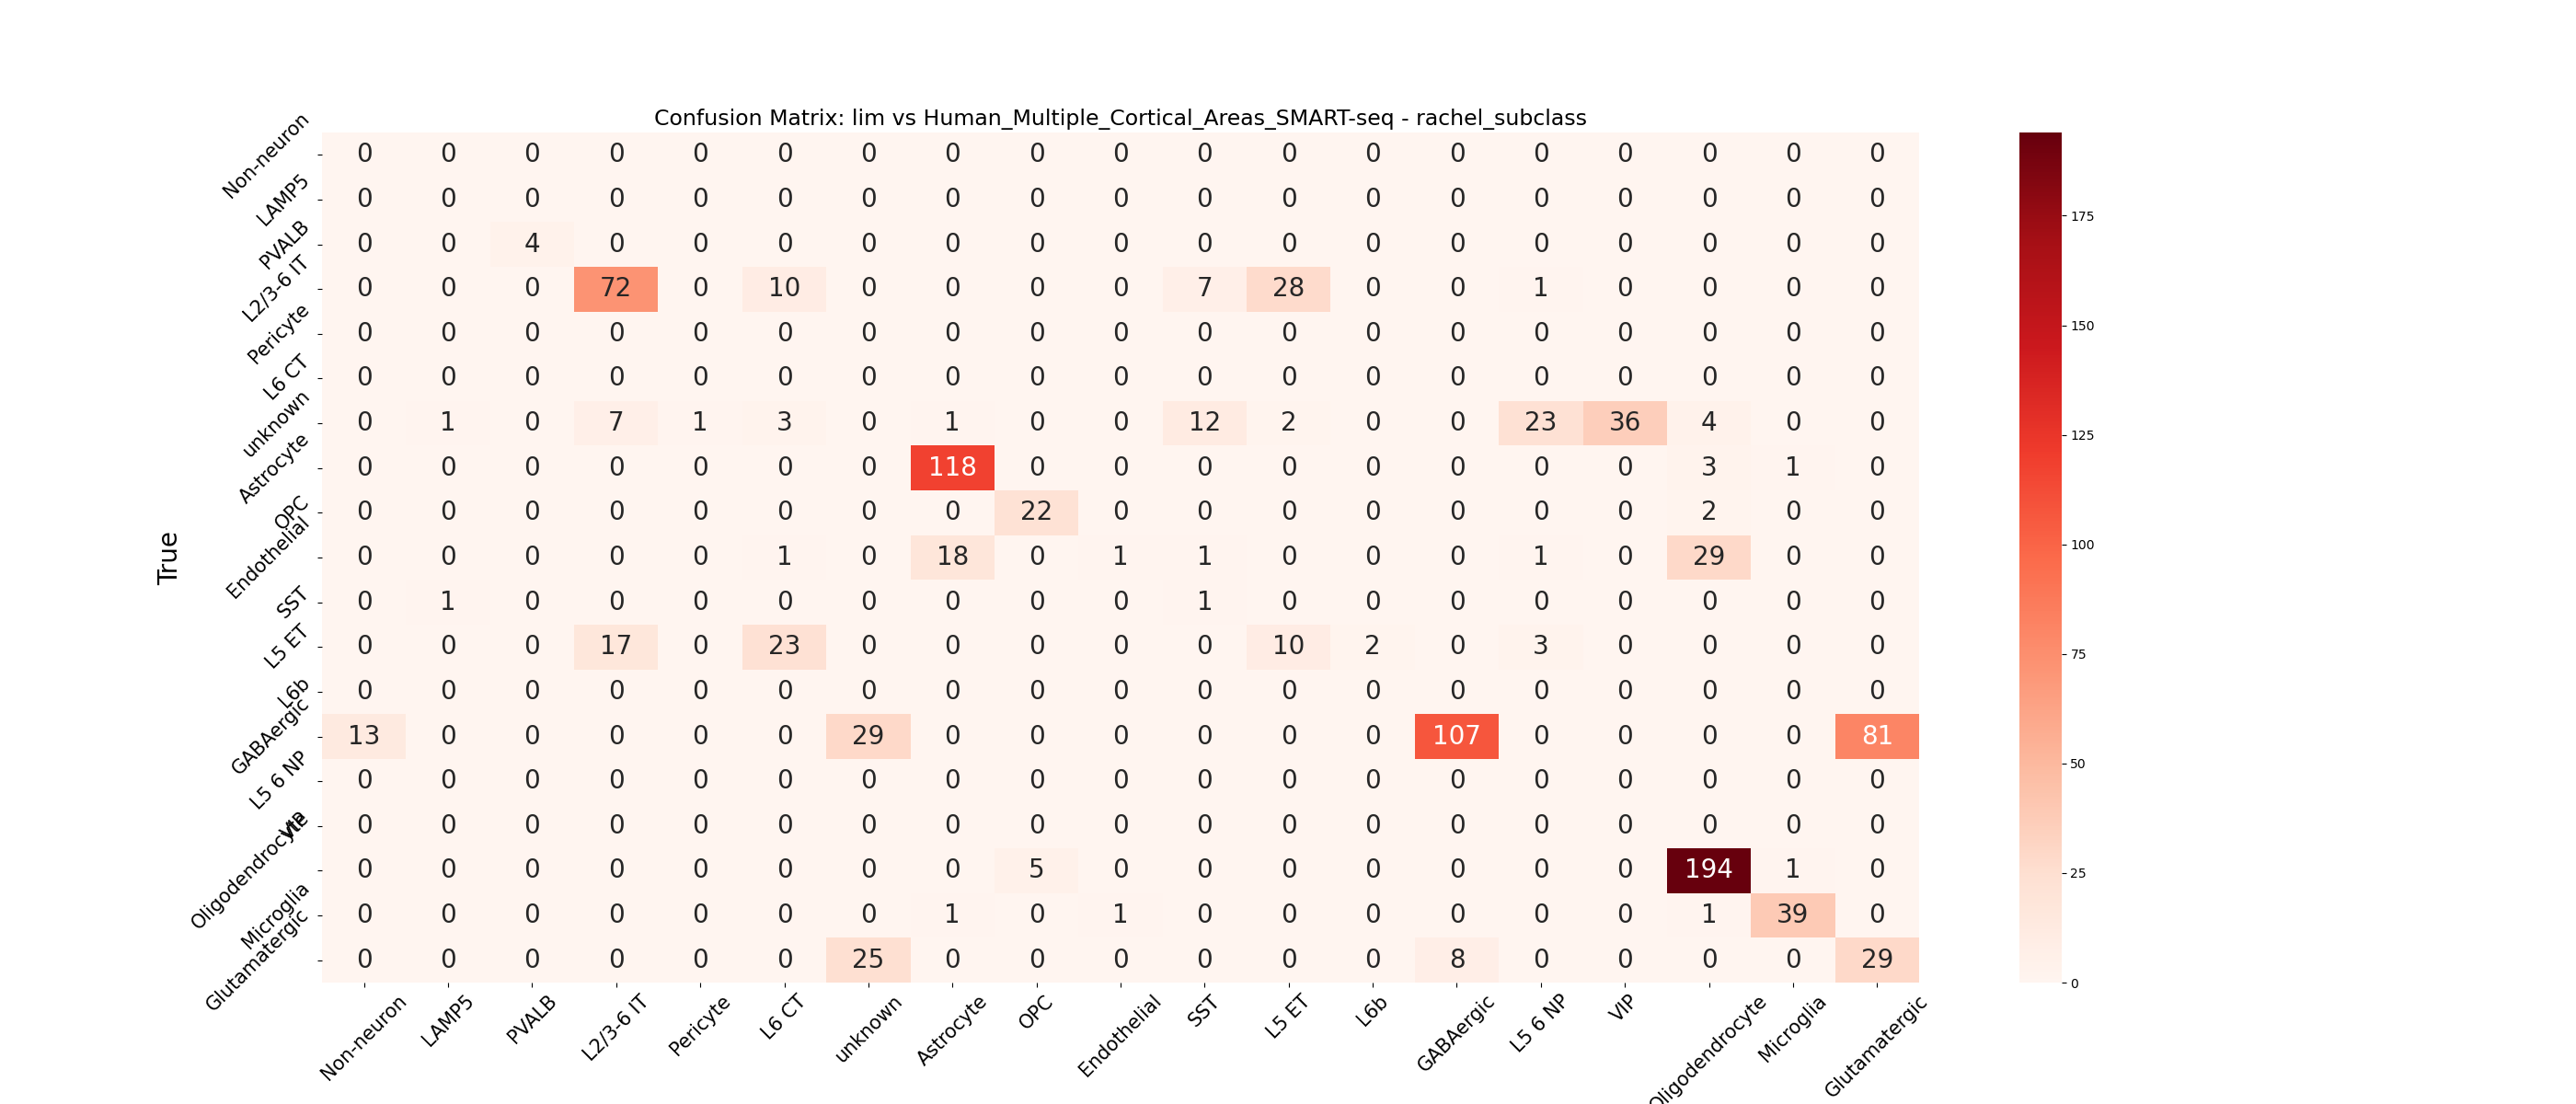 Confusion Matrix: lim vs Human_Multiple_Cortical_Areas_SMART-seq - rachel_subclass
True
Non-neuron 0 0 0 0 0 0 0 0 0 0 0 0 0 0 0 0 0 0 0
LAMP5 0 0 0 0 0 0 0 0 0 0 0 0 0 0 0 0 0 0 0
PVALB 0 0 4 0 0 0 0 0 0 0 0 0 0 0 0 0 0 0 0
L2/3-6 IT 0 0 0 72 0 10 0 0 0 0 7 28 0 0 1 0 0 0 0
Pericyte 0 0 0 0 0 0 0 0 0 0 0 0 0 0 0 0 0 0 0
L6 CT 0 0 0 0 0 0 0 0 0 0 0 0 0 0 0 0 0 0 0
unknown 0 1 0 7 1 3 0 1 0 0 12 2 0 0 23 36 4 0 0
Astrocyte 0 0 0 0 0 0 0 118 0 0 0 0 0 0 0 0 3 1 0
OPC 0 0 0 0 0 0 0 0 22 0 0 0 0 0 0 0 2 0 0
Endothelial 0 0 0 0 0 1 0 18 0 1 1 0 0 0 1 0 29 0 0
SST 0 1 0 0 0 0 0 0 0 0 1 0 0 0 0 0 0 0 0
L5 ET 0 0 0 17 0 23 0 0 0 0 0 10 2 0 3 0 0 0 0
L6b 0 0 0 0 0 0 0 0 0 0 0 0 0 0 0 0 0 0 0
GABAergic 13 0 0 0 0 0 29 0 0 0 0 0 0 107 0 0 0 0 81
L5 6 NP 0 0 0 0 0 0 0 0 0 0 0 0 0 0 0 0 0 0 0
VIP 0 0 0 0 0 0 0 0 0 0 0 0 0 0 0 0 0 0 0
Oligodendrocyte 0 0 0 0 0 0 0 0 5 0 0 0 0 0 0 0 194 1 0
Microglia 0 0 0 0 0 0 0 1 0 1 0 0 0 0 0 0 1 39 0
Glutamatergic 0 0 0 0 0 0 25 0 0 0 0 0 0 8 0 0 0 0 29
Non-neuron LAMP5 PVALB L2/3-6 IT Pericyte L6 CT unknown Astrocyte OPC Endothelial SST L5 ET L6b GABAergic L5 6 NP VIP Oligodendrocyte Microglia Glutamatergic
175
150
125
100
75
50
25
0